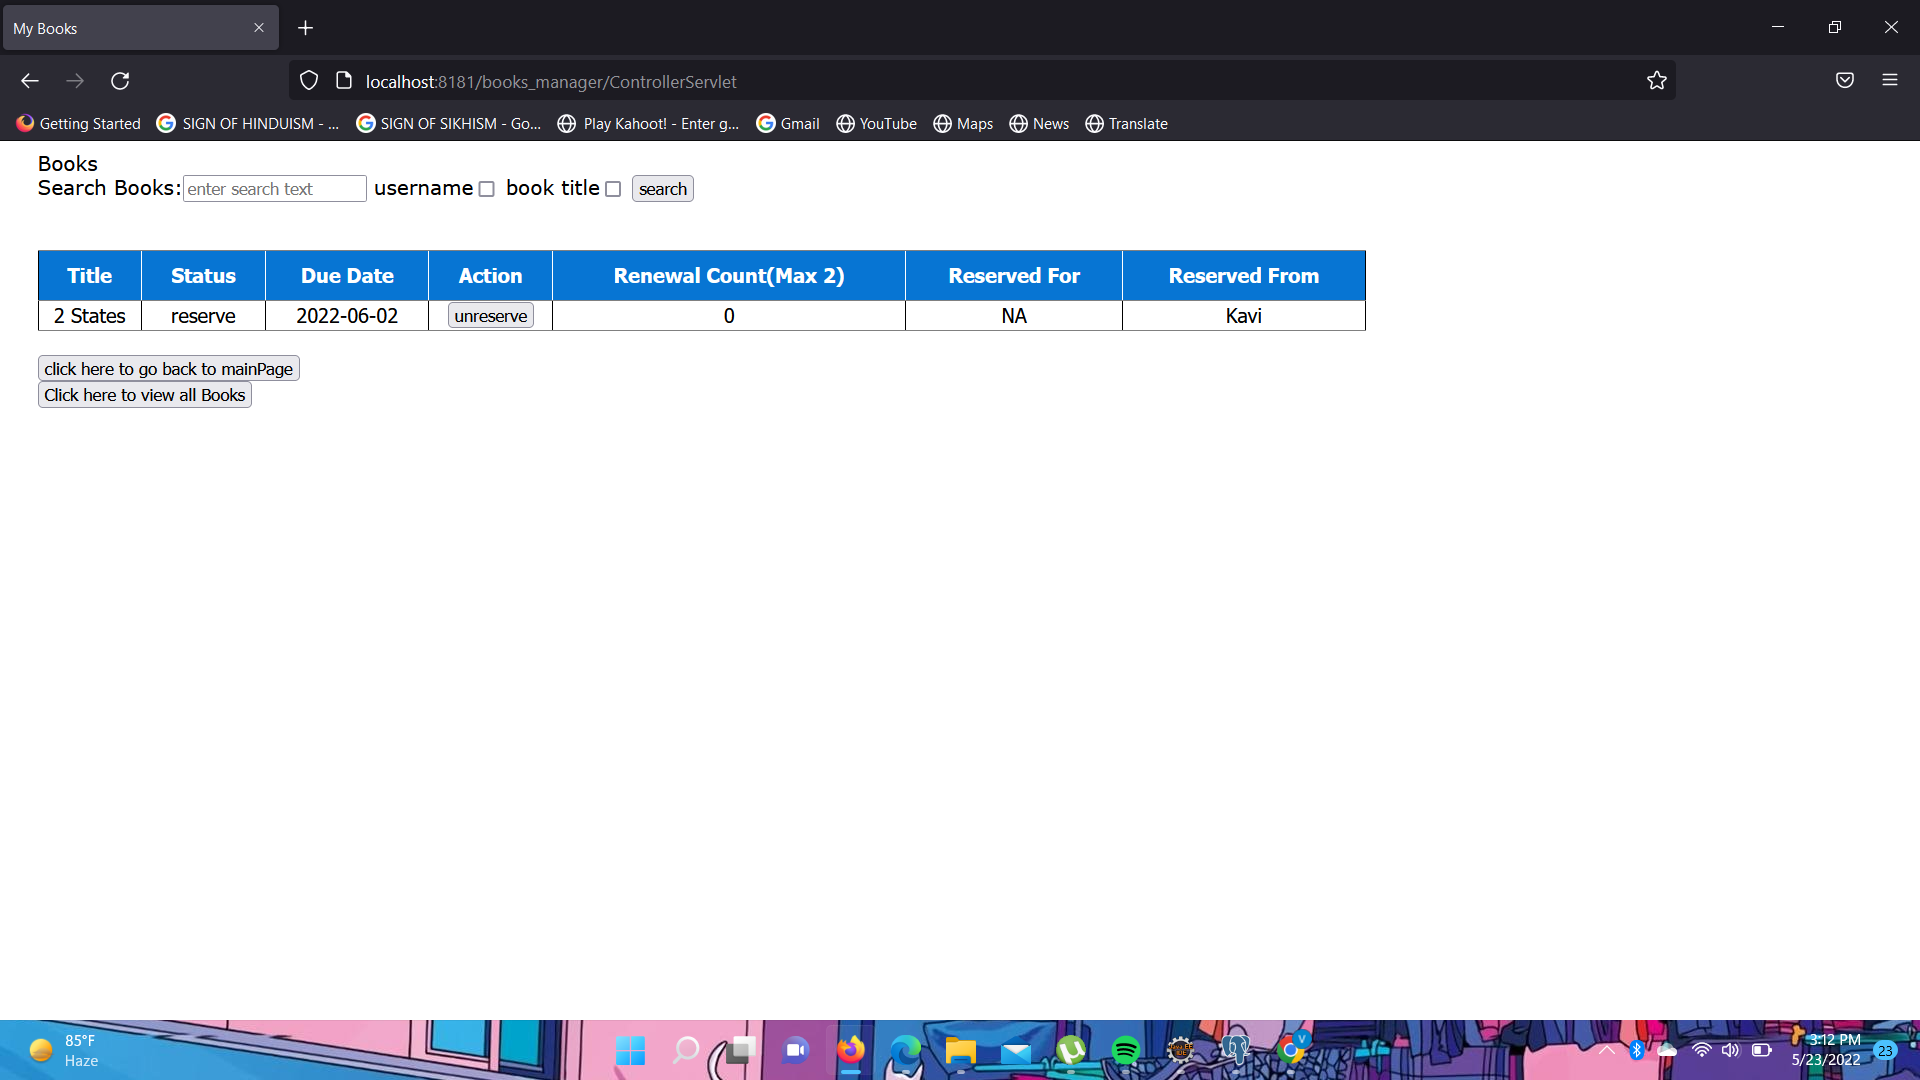 My Books
localhost:8181/books_manager/ControllerServlet
Getting Started SIGN OF HINDUISM - ... SIGN OF SIKHISM - Go... Play Kahoot! - Enter g... Gmail YouTube Maps News Translate
Books
Search Books: enter search text username book title search
Title Status Due Date Action Renewal Count(Max 2) Reserved For Reserved From
2 States reserve 2022-06-02 unreserve 0 NA Kavi
click here to go back to mainPage
Click here to view all Books
85°F
Haze
3:12 PM
5/23/2022
23